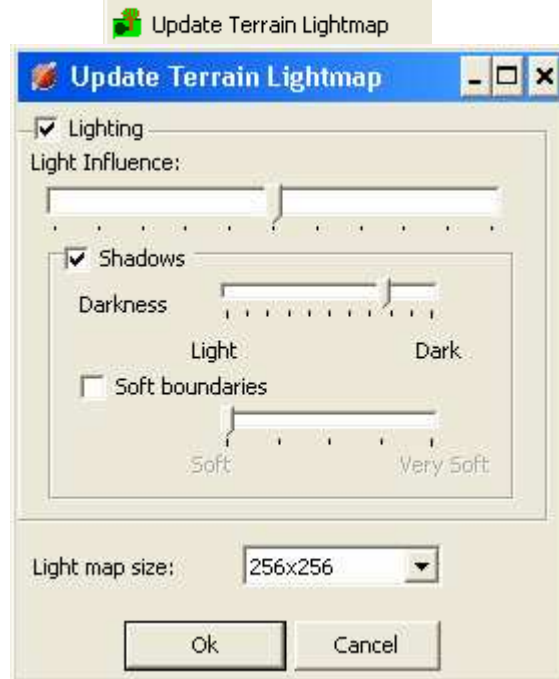 Update Terrain Lightmap
Update Terrain Lightmap
Lighting
Light Influence:
Shadows
Darkness
Light Dark
Soft boundaries
Soft Very Soft
Light map size: 256x256
Ok Cancel